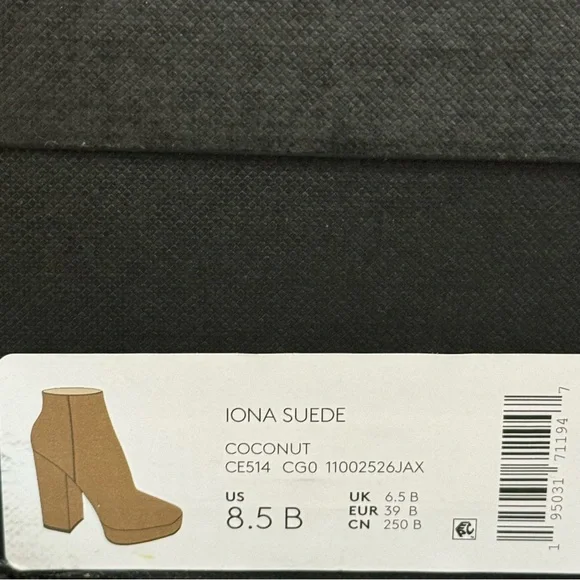 IONA SUEDE
COCONUT
CE514 CG0 11002526JAX
US
8.5 B
UK 6.5 B
EUR 39 B
CN 250 B
1 95031 71194 7